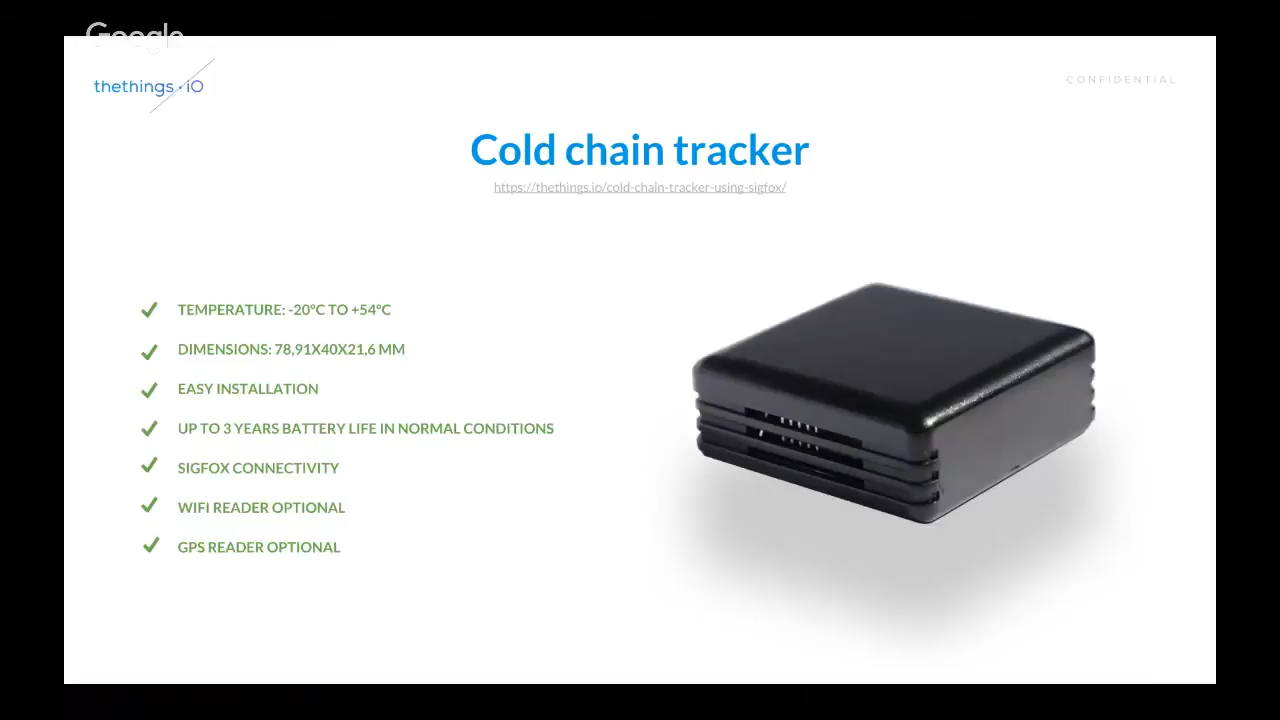 Google
thethings.iO
CONFIDENTIAL
Cold chain tracker
https://thethings.io/cold-chain-tracker-using-sigfox/
TEMPERATURE: -20ºC TO +54ºC
DIMENSIONS: 78,91X40X21,6 MM
EASY INSTALLATION
UP TO 3 YEARS BATTERY LIFE IN NORMAL CONDITIONS
SIGFOX CONNECTIVITY
WIFI READER OPTIONAL
GPS READER OPTIONAL